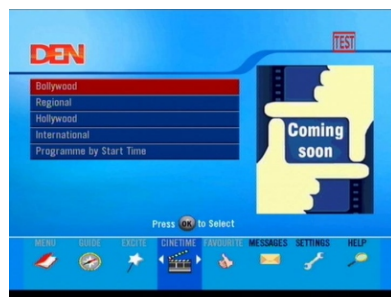 DEN
TEST
Bollywood
Regional
Hollywood
International
Programme by Start Time
Coming
soon
Press OK to Select
MENU GUIDE EXCITE CINETIME FAVOURITE MESSAGES SETTINGS HELP